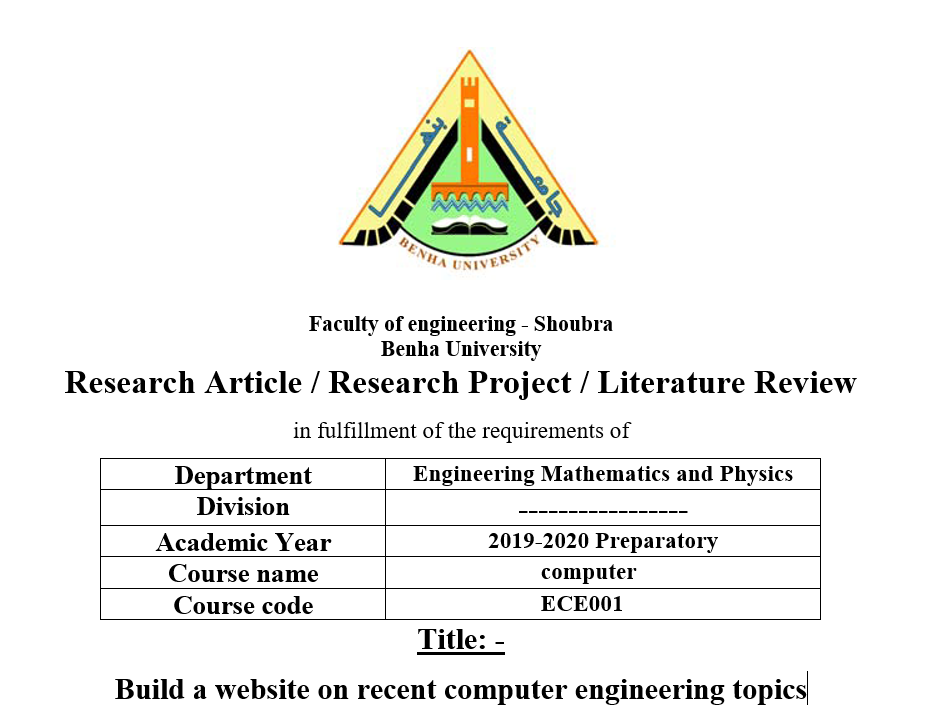 جامعة بنها
BENHA UNIVERSITY
Faculty of engineering - Shoubra
Benha University
Research Article / Research Project / Literature Review
in fulfillment of the requirements of
Department Engineering Mathematics and Physics
Division -----------------
Academic Year 2019-2020 Preparatory
Course name computer
Course code ECE001
Title: -
Build a website on recent computer engineering topics